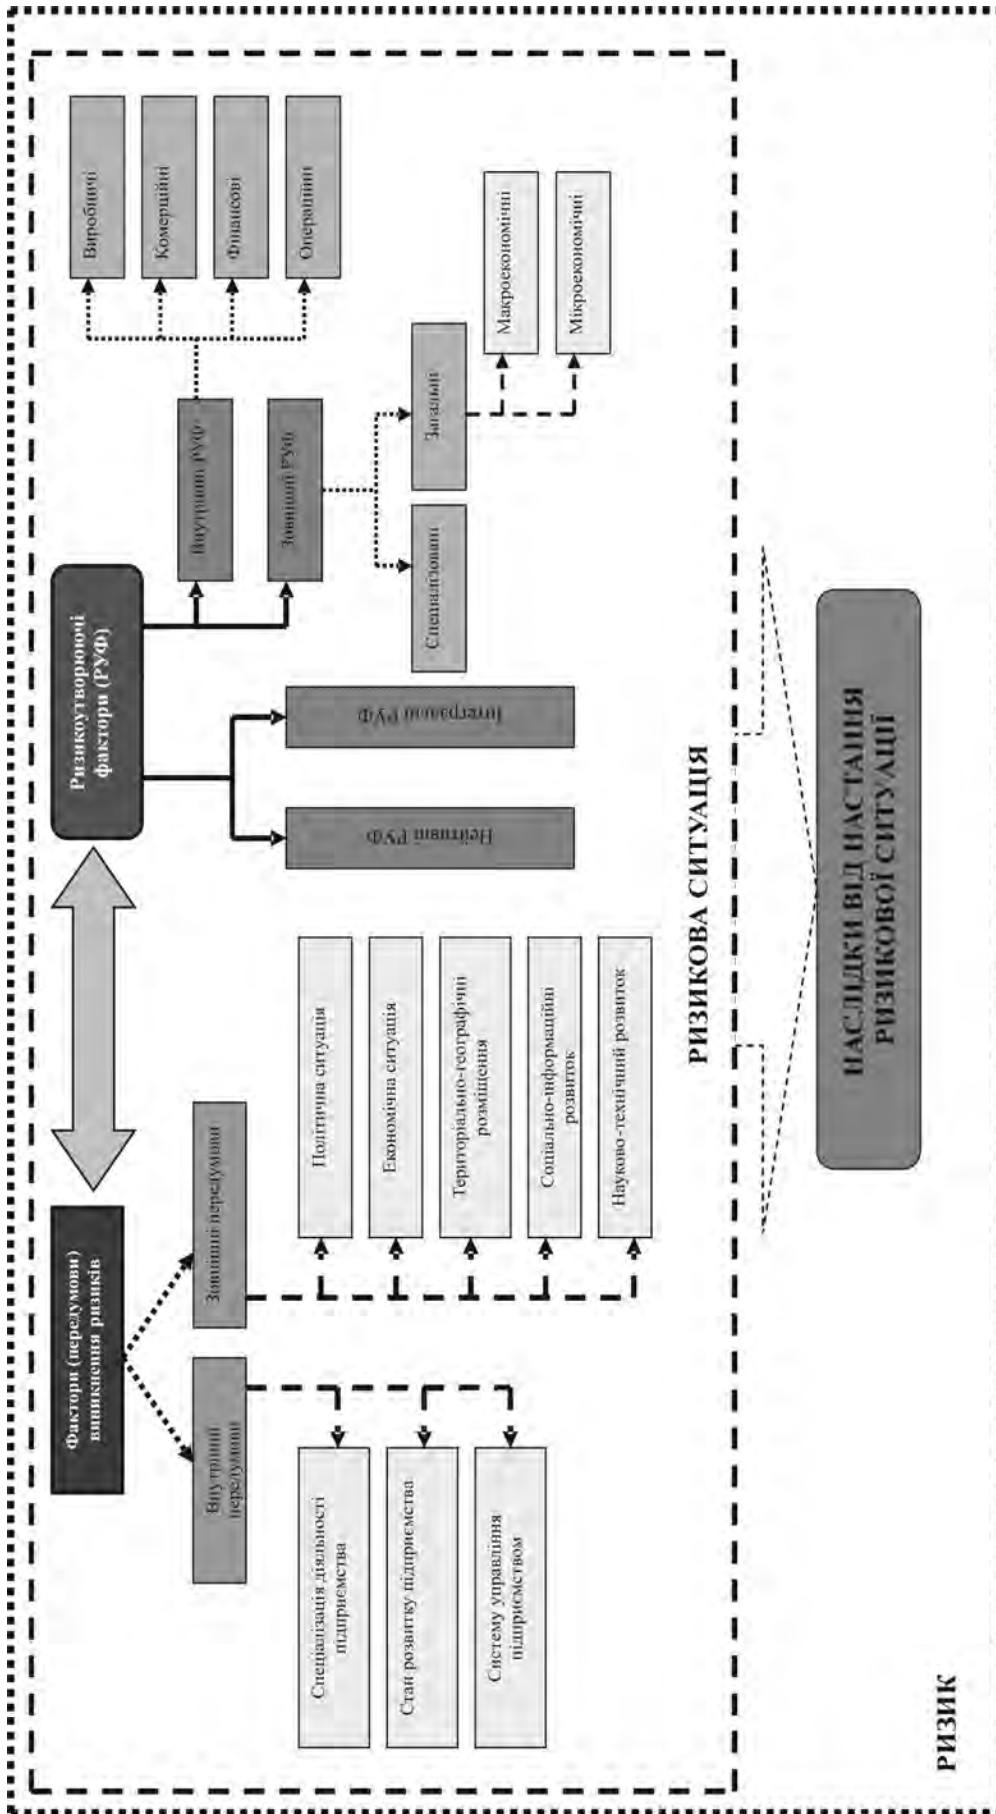 Фактори (передумови)
виникнення ризиків
Ризикоутворюючі
фактори (РУФ)
Внутрішні
передумови
Зовнішні передумови
Спеціалізація діяльності
підприємства
Стан розвитку підприємства
Систему управління
підприємством
Політична ситуація
Економічна ситуація
Територіально-географічні
розміщення
Соціально-інформаційні
розвиток
Науково-технічний розвиток
Нейтивні РУФ
Інтегральні РУФ
Внутрішні РУФ
Зовнішні РУФ
Виробничі
Комерційні
Фінансові
Операційні
Спеціалізовані
Загальні
Макроекономічні
Мікроекономічні
РИЗИКОВА СИТУАЦІЯ
НАСЛІДКИ ВІД НАСТАННЯ
РИЗИКОВОЇ СИТУАЦІЇ
РИЗИК